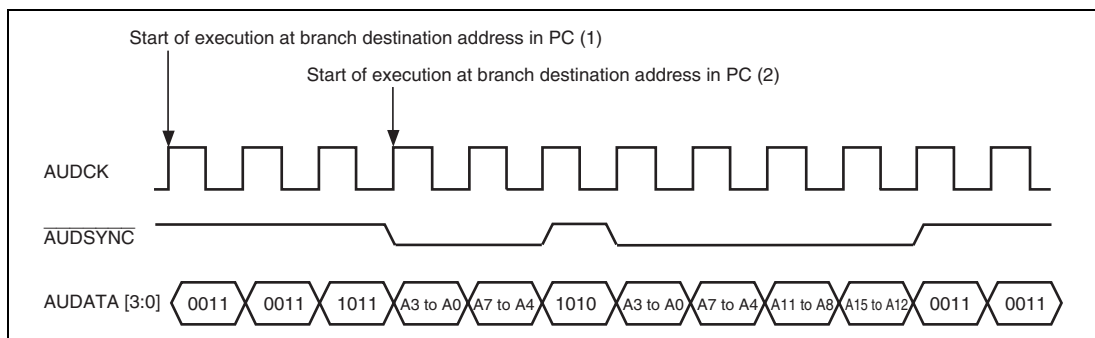 Start of execution at branch destination address in PC (1)
Start of execution at branch destination address in PC (2)
AUDCK
AUDSYNC
AUDATA [3:0] 0011 0011 1011 A3 to A0 A7 to A4 1010 A3 to A0 A7 to A4 A11 to A8 A15 to A12 0011 0011